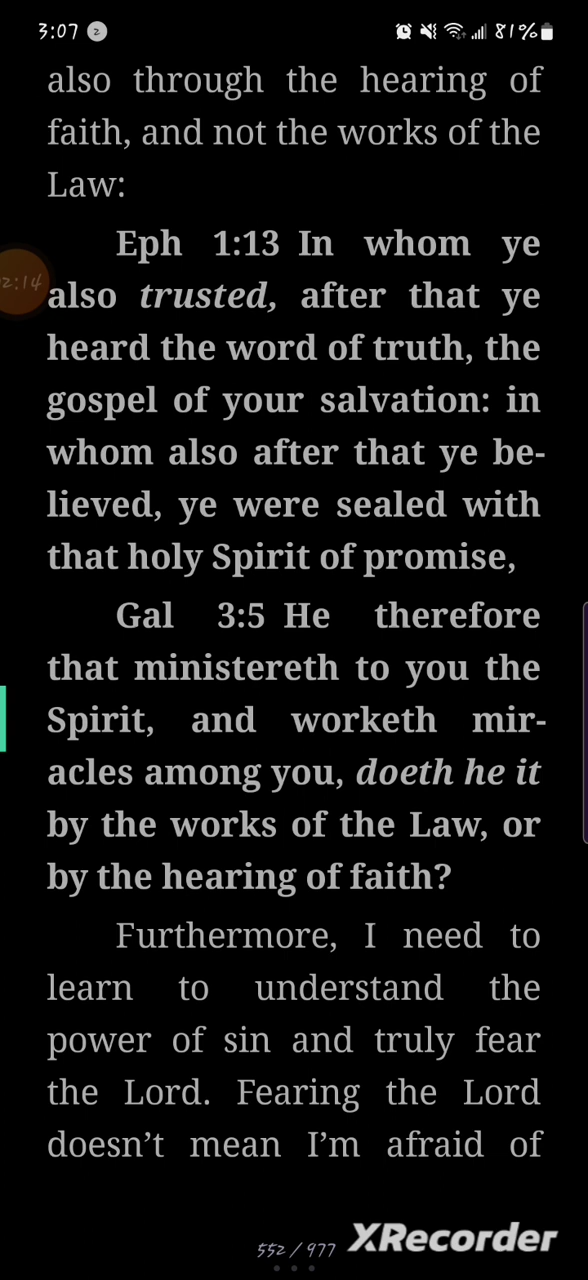 3:07 2 81%
also through the hearing of
faith, and not the works of the
Law:
Eph 1:13 In whom ye
02:14
also trusted, after that ye
heard the word of truth, the
gospel of your salvation: in
whom also after that ye be-
lieved, ye were sealed with
that holy Spirit of promise,
Gal 3:5 He therefore
that ministereth to you the
Spirit, and worketh mir-
acles among you, doeth he it
by the works of the Law, or
by the hearing of faith?
Furthermore, I need to
learn to understand the
power of sin and truly fear
the Lord. Fearing the Lord
doesn’t mean I’m afraid of
552 / 977 XRecorder